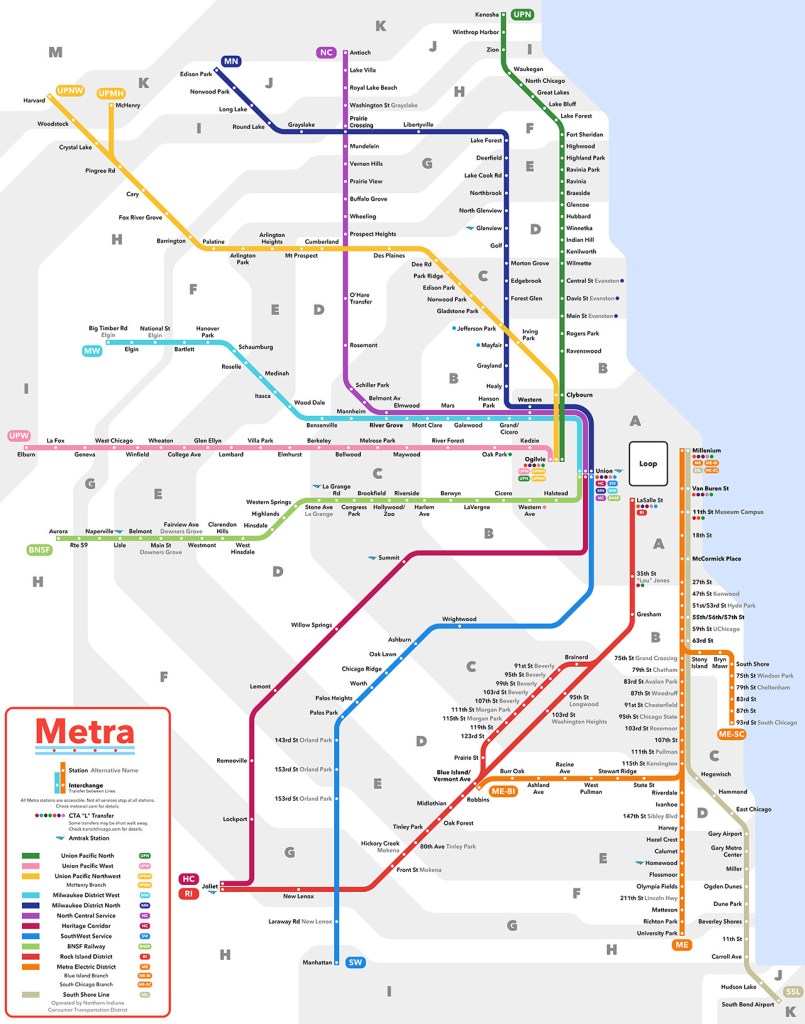 Kenosha
UPN
Winthrop Harbor
Zion
Waukegan
North Chicago
Great Lakes
Lake Bluff
Lake Forest
Fort Sheridan
Highwood
Highland Park
Ravinia Park
Ravinia
Braeside
Glencoe
Hubbard
Winnetka
Indian Hill
Kenilworth
Wilmette
Central St Evanston
Davis St Evanston
Main St Evanston
Rogers Park
Ravenswood
Clybourn
K
J
I
H
F
E
D
C
B
A
M
K
J
I
G
H
MN
Edison Park
Norwood Park
Long Lake
Round Lake
Grayslake
Libertyville
Lake Forest
Deerfield
Lake Cook Rd
Northbrook
North Glenview
Glenview
Golf
Morton Grove
Edgebrook
Forest Glen
Mayfair
Grayland
Healy
Western
NC
Antioch
Lake Villa
Royal Lake Beach
Washington St Grayslake
Prairie
Crossing
Mundelein
Vernon Hills
Prairie View
Buffalo Grove
Wheeling
Prospect Heights
O'Hare
Transfer
Rosemont
Schiller Park
Belmont Av
UPNW
UPMH
Harvard
McHenry
Woodstock
Crystal Lake
Pingree Rd
Cary
Fox River Grove
Barrington
Palatine
Arlington
Park
Arlington
Heights
Mt Prospect
Cumberland
Des Plaines
Dee Rd
Park Ridge
Edison Park
Norwood Park
Gladstone Park
Jefferson Park
Irving
Park
F
E
D
B
MW
Big Timber Rd
Elgin
Elgin
National St
Elgin
Bartlett
Hanover
Park
Schaumburg
Roselle
Medinah
Itasca
Wood Dale
Bensenville
Mannheim
River Grove
Elmwood
Mont Clare
Mars
Galewood
Hanson
Park
Grand/
Cicero
UPW
Elburn
La Fox
Geneva
West Chicago
Winfield
Wheaton
College Ave
Glen Ellyn
Lombard
Villa Park
Elmhurst
Berkeley
Bellwood
Melrose Park
Maywood
River Forest
Oak Park
Kedzie
Ogilvie
UPN UPNW
UPW UPMH
Union
HC SW
MN MW
NC BNSF
I
G
E
C
H
D
B
BNSF
Aurora
Rte 59
Naperville
Lisle
Belmont
Main St
Downers Grove
Fairview Ave
Downers Grove
Westmont
Clarendon
Hills
West
Hinsdale
Hinsdale
Highlands
Western Springs
Stone Ave
La Grange
La Grange
Rd
Congress
Park
Brookfield
Hollywood/
Zoo
Riverside
Harlem
Ave
Berwyn
LaVergne
Cicero
Western
Ave
Halstead
Loop
LaSalle St
RI
35th St
"Lou" Jones
Gresham
A
B
Millenium
ME ME-BI
SSL ME-SC
Van Buren St
11th St Museum Campus
18th St
McCormick Place
27th St
47th St Kenwood
51st/53rd St Hyde Park
55th/56th/57th St
59th St UChicago
63rd St
Stony
Island
Bryn
Mawr
South Shore
75th St Windsor Park
79th St Cheltenham
83rd St
87th St
93rd St South Chicago
ME-SC
75th St Grand Crossing
79th St Chatham
83rd St Avalon Park
87th St Woodruff
91st St Chesterfield
95th St Chicago State
103rd St Rosemoor
107th St
111th St Pullman
115th St Kensington
Riverdale
Ivanhoe
147th St Sibley Blvd
Harvey
Hazel Crest
Calumet
Homewood
Flossmoor
Olympia Fields
211th St Lincoln Hwy
Matteson
Richton Park
University Park
ME
ME-BI
Burr Oak
Ashland
Ave
Racine
Ave
West
Pullman
Stewart Ridge
State St
Hegewisch
Hammond
East Chicago
Gary Airport
Gary Metro
Center
Miller
Ogden Dunes
Dune Park
Beverley Shores
11th St
Carroll Ave
Hudson Lake
South Bend Airport
SSL
C
D
J
K
Summit
Willow Springs
Lemont
Romeoville
Lockport
HC
RI
Joliet
Wrightwood
Ashburn
Oak Lawn
Chicago Ridge
Worth
Palos Heights
Palos Park
143rd St Orland Park
153rd St Orland Park
153rd St Orland Park
Laraway Rd New Lenox
Manhattan
SW
Brainerd
91st St Beverly
95th St Beverly
99th St Beverly
103rd St Beverly
107th St Beverly
111th St Morgan Park
115th St Morgan Park
119th St
123rd St
Prairie St
95th St
Longwood
103rd St
Washington Heights
Blue Island/
Vermont Ave
Robbins
Midlothian
Oak Forest
Tinley Park
80th Ave Tinley Park
Hickory Creek
Mokena
Front St Mokena
New Lenox
C
D
E
F
G
H
E
F
G
H
I
Metra
Station Alternative Name
Interchange
Transfer between Lines
All Metra stations are accessible. Not all services stop at all stations.
Check metrarail.com for details.
CTA "L" Transfer
Some transfers may be short walk away.
Check transitchicago.com for details.
Amtrak Station
Union Pacific North UPN
Union Pacific West UPW
Union Pacific Northwest UPNW
McHenry Branch UPMH
Milwaukee District West MW
Milwaukee District North MN
North Central Service NC
Heritage Corridor HC
SouthWest Service SW
BNSF Railway BNSF
Rock Island District RI
Metra Electric District ME
Blue Island Branch ME-BI
South Chicago Branch ME-SC
South Shore Line SSL
Operated by Northern Indiana
Consumer Transportation District